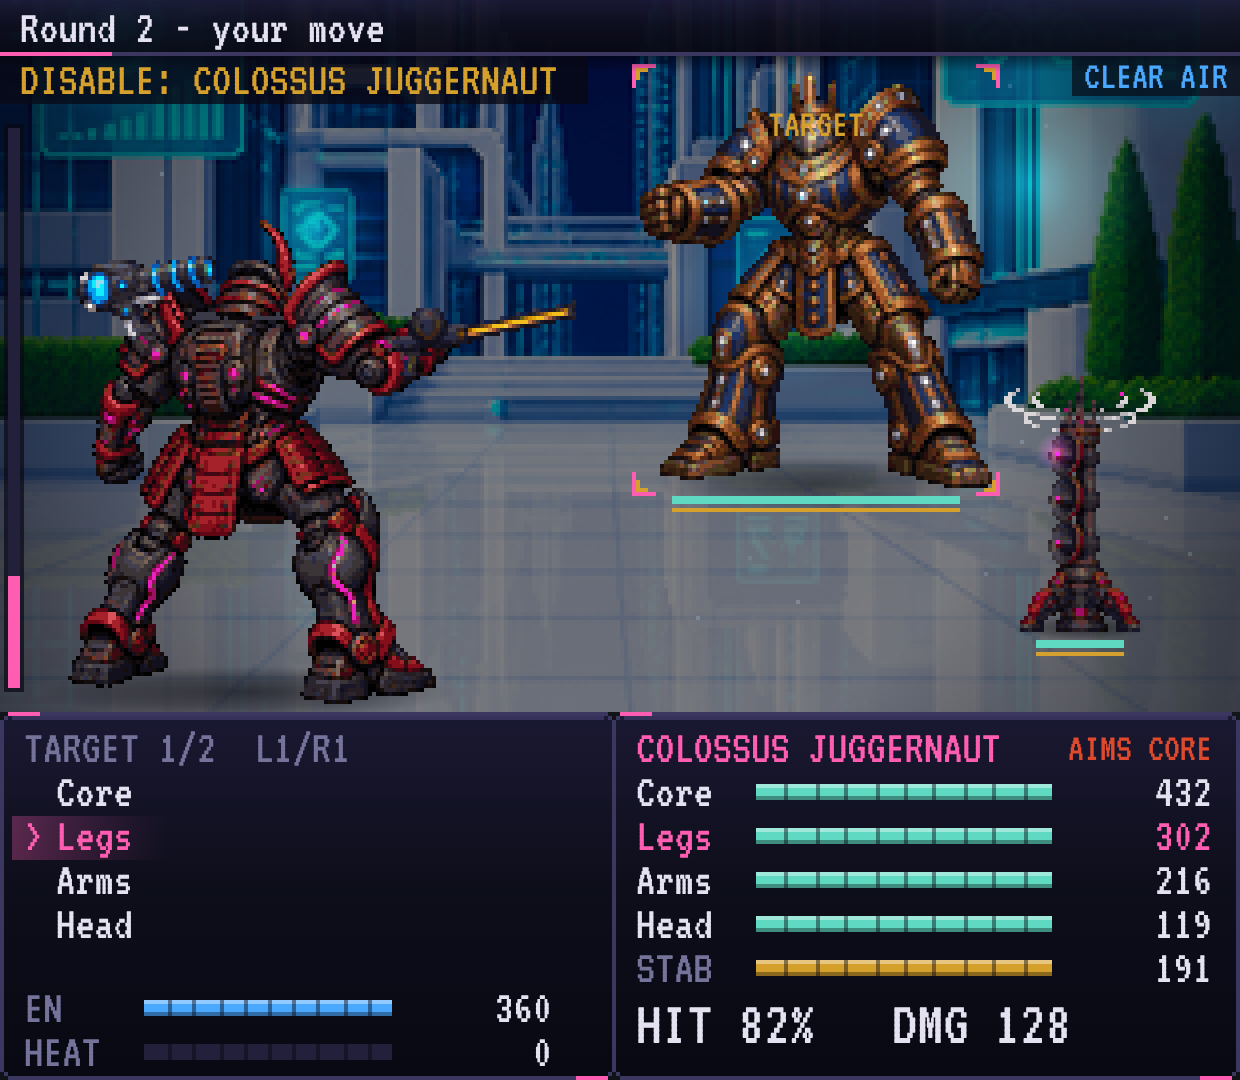 Round 2 - your move
DISABLE: COLOSSUS JUGGERNAUT
CLEAR AIR
TARGET
TARGET 1/2 L1/R1
Core
> Legs
Arms
Head
EN 360
HEAT 0
COLOSSUS JUGGERNAUT AIMS CORE
Core 432
Legs 302
Arms 216
Head 119
STAB 191
HIT 82% DMG 128